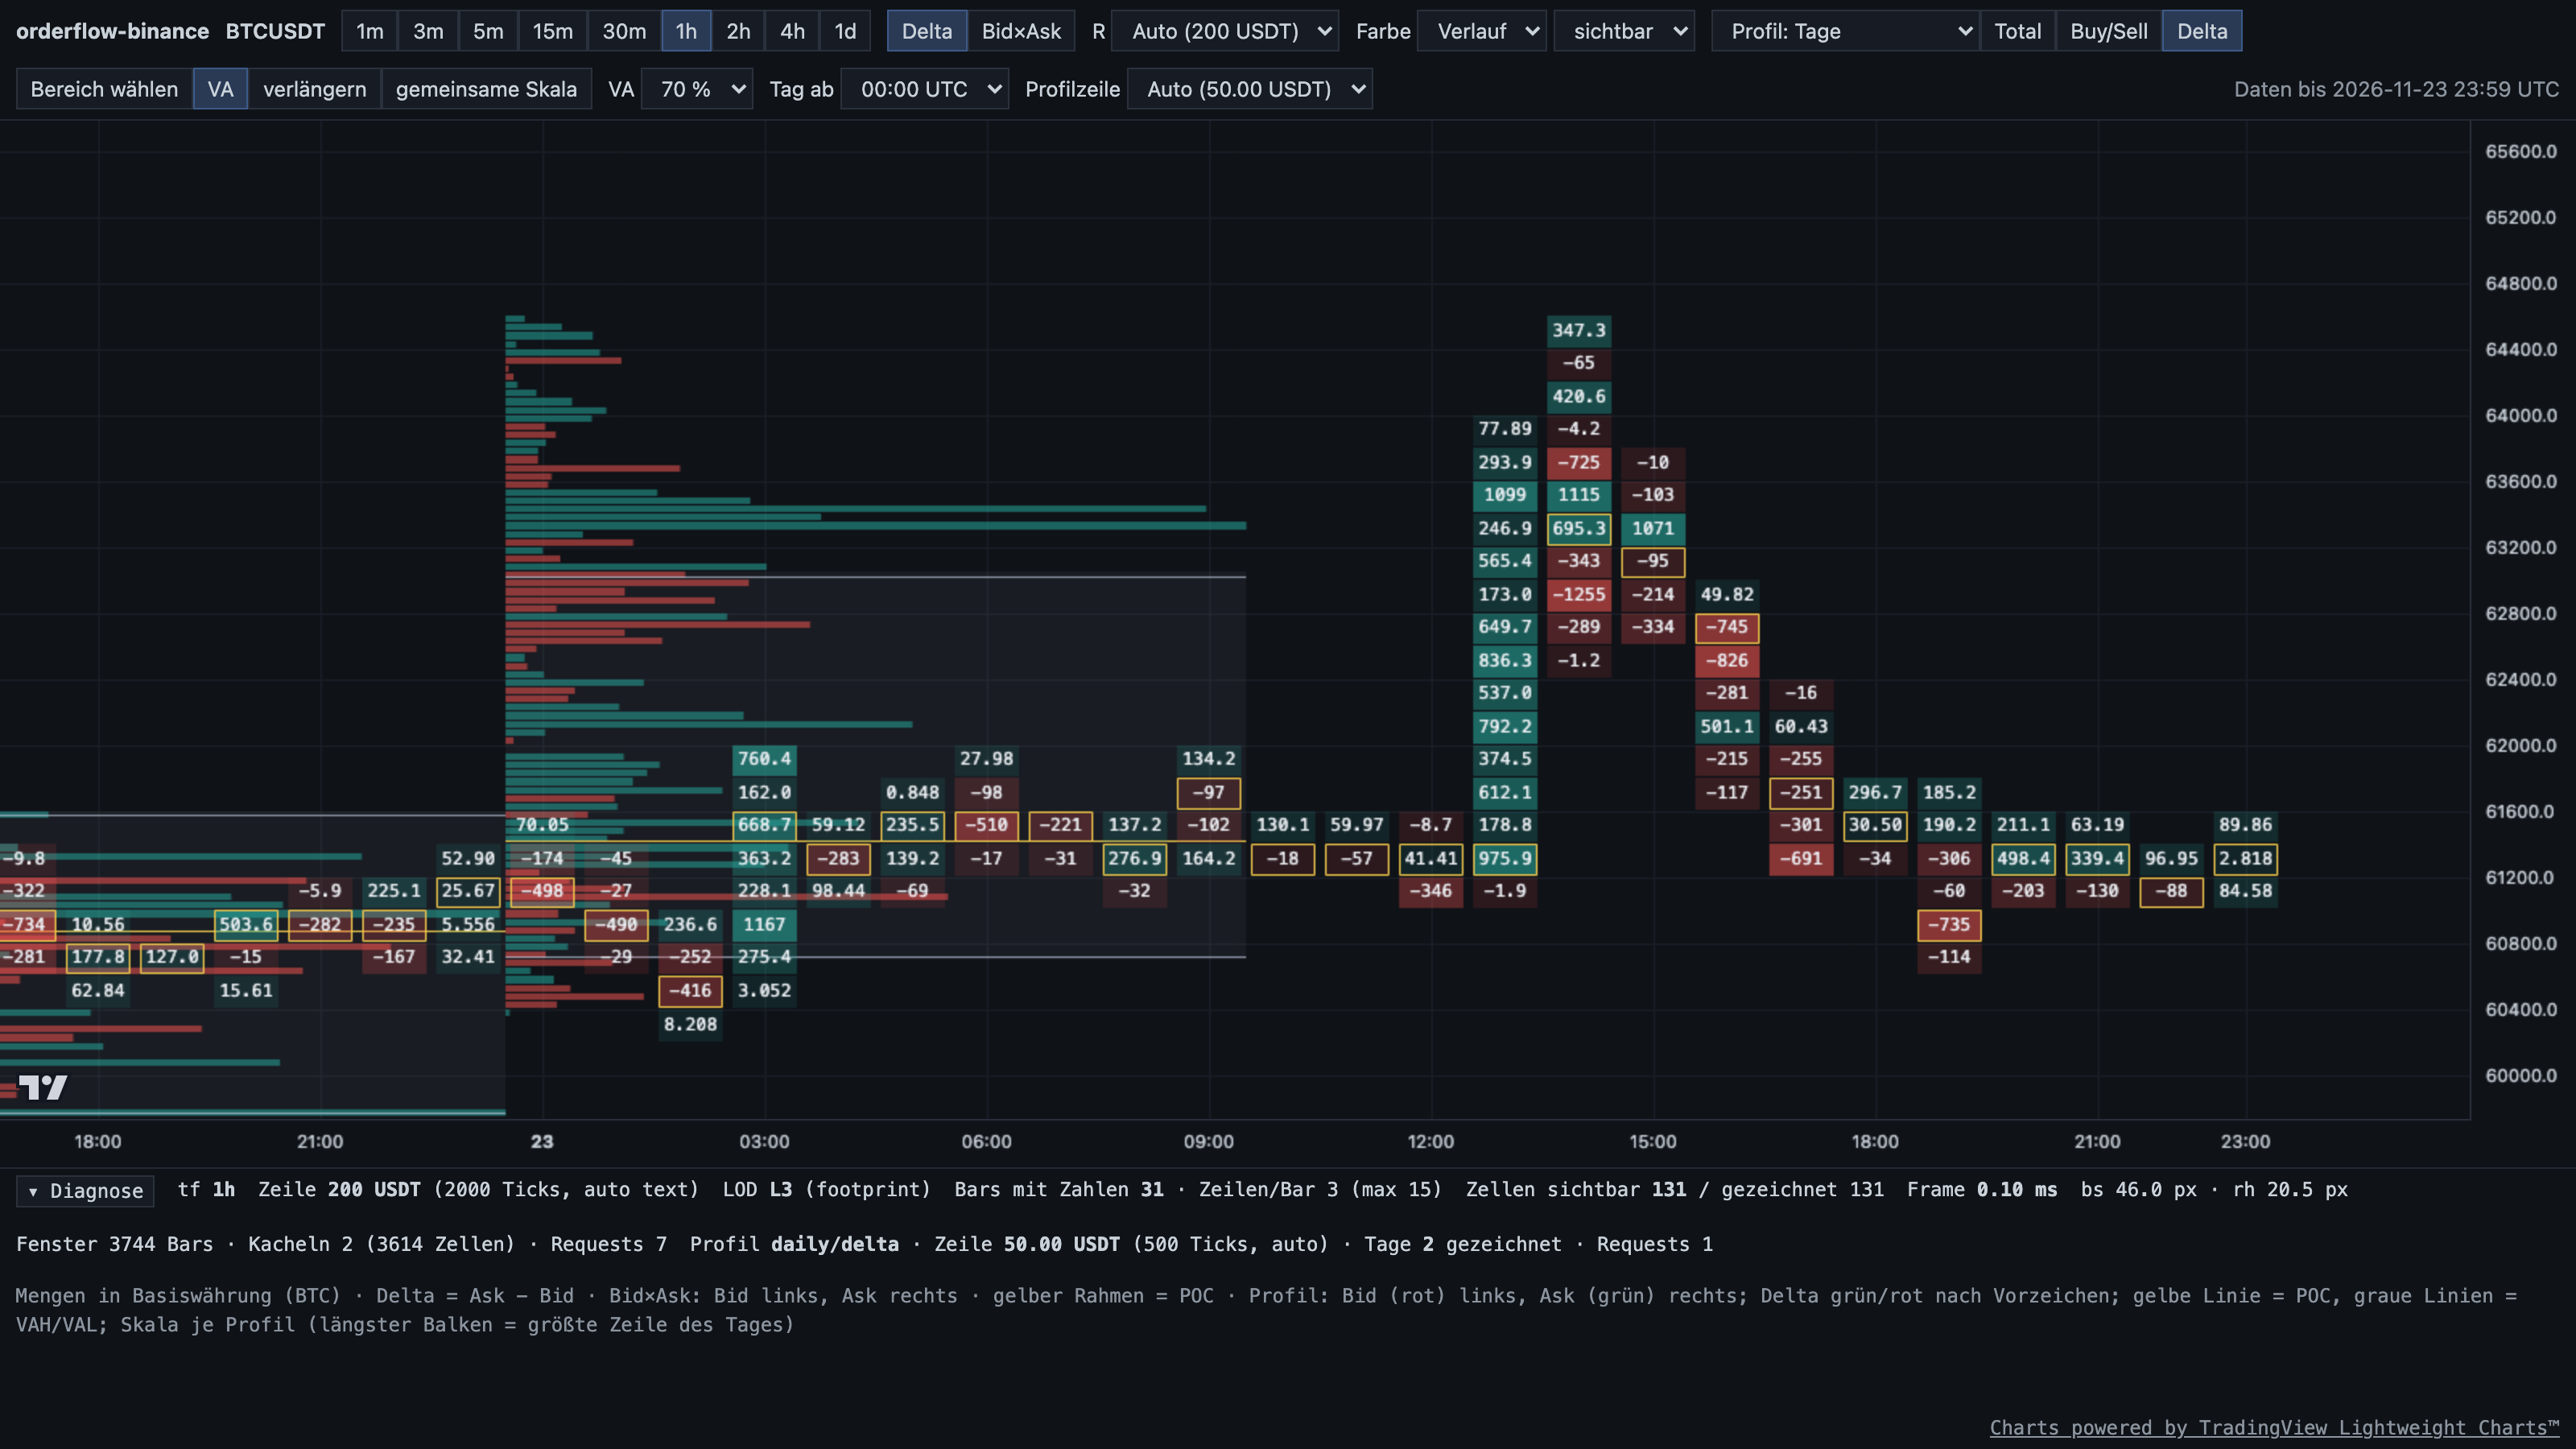 orderflow-binance BTCUSDT 1m 3m 5m 15m 30m 1h 2h 4h 1d Delta Bid×Ask R Auto (200 USDT) Farbe Verlauf sichtbar Profil: Tage Total Buy/Sell Delta
Bereich wählen VA verlängern gemeinsame Skala VA 70 % Tag ab 00:00 UTC Profilzeile Auto (50.00 USDT) Daten bis 2026-11-23 23:59 UTC
65600.0
65200.0
64800.0
347.3
64400.0
−65
420.6
64000.0
77.89 −4.2
293.9 −725 −10
63600.0
1099 1115 −103
246.9 695.3 1071
63200.0
565.4 −343 −95
173.0 −1255 −214 49.82
62800.0
649.7 −289 −334 −745
836.3 −1.2 −826
62400.0
537.0 −281 −16
792.2 501.1 60.43
62000.0
760.4 27.98 134.2 374.5 −215 −255
162.0 0.848 −98 −97 612.1 −117 −251 296.7 185.2
61600.0
70.05 668.7 59.12 235.5 −510 −221 137.2 −102 130.1 59.97 −8.7 178.8 −301 30.50 190.2 211.1 63.19 89.86
−9.8 52.90 −174 −45 363.2 −283 139.2 −17 −31 276.9 164.2 −18 −57 41.41 975.9 −691 −34 −306 498.4 339.4 96.95 2.818
61200.0
−322 −5.9 225.1 25.67 −498 −27 228.1 98.44 −69 −32 −346 −1.9 −60 −203 −130 −88 84.58
−734 10.56 503.6 −282 −235 5.556 −490 236.6 1167 −735
60800.0
−281 177.8 127.0 −15 −167 32.41 −29 −252 275.4 −114
62.84 15.61 −416 3.052
60400.0
8.208
60000.0
18:00 21:00 23 03:00 06:00 09:00 12:00 15:00 18:00 21:00 23:00
▾ Diagnose tf 1h Zeile 200 USDT (2000 Ticks, auto text) LOD L3 (footprint) Bars mit Zahlen 31 · Zeilen/Bar 3 (max 15) Zellen sichtbar 131 / gezeichnet 131 Frame 0.10 ms bs 46.0 px · rh 20.5 px
Fenster 3744 Bars · Kacheln 2 (3614 Zellen) · Requests 7 Profil daily/delta · Zeile 50.00 USDT (500 Ticks, auto) · Tage 2 gezeichnet · Requests 1
Mengen in Basiswährung (BTC) · Delta = Ask − Bid · Bid×Ask: Bid links, Ask rechts · gelber Rahmen = POC · Profil: Bid (rot) links, Ask (grün) rechts; Delta grün/rot nach Vorzeichen; gelbe Linie = POC, graue Linien =
VAH/VAL; Skala je Profil (längster Balken = größte Zeile des Tages)
Charts powered by TradingView Lightweight Charts™